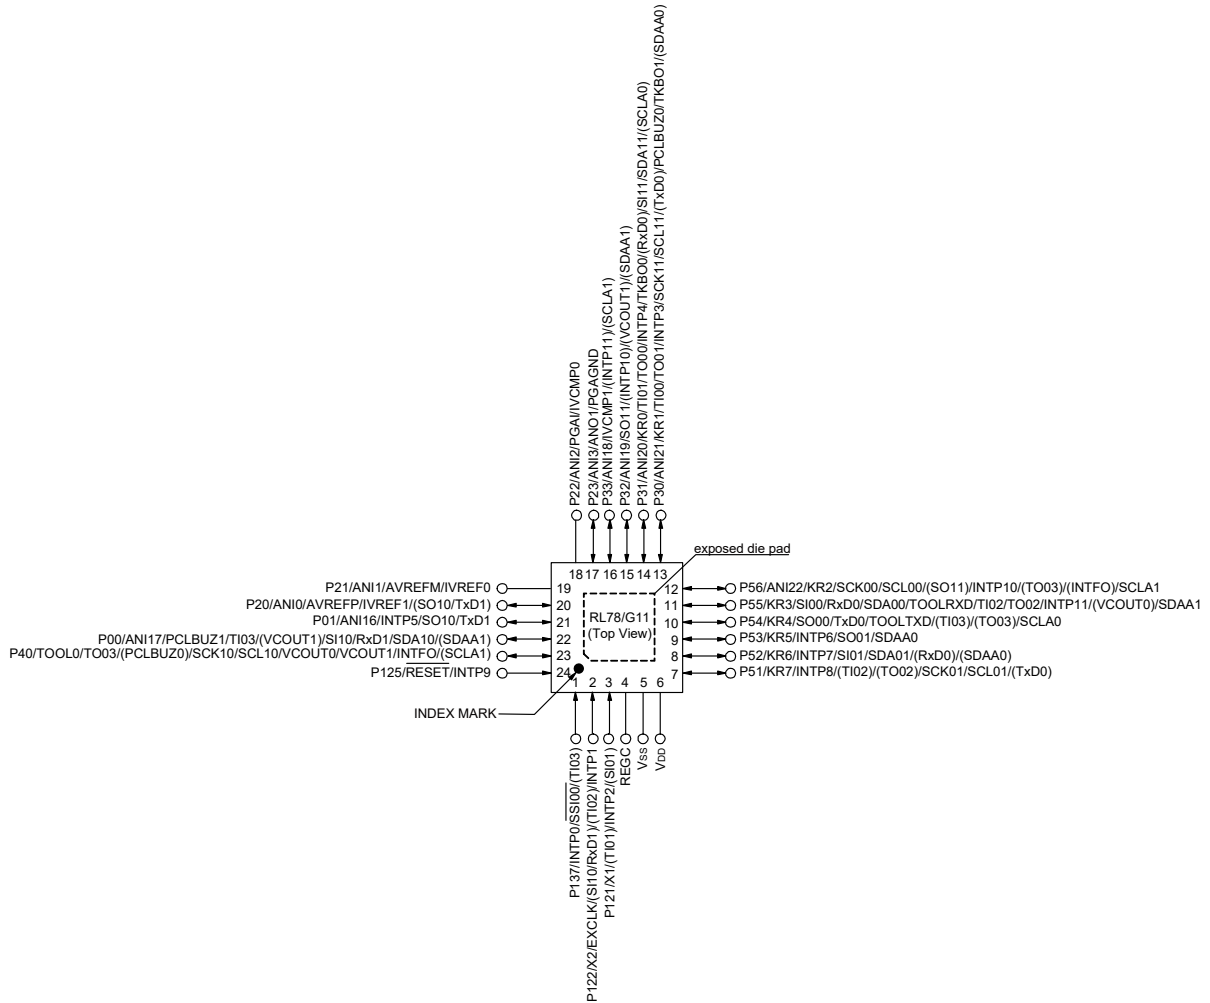 P22/ANI2/PGAI/IVCMP0
P23/ANI3/ANO1/PGAGND
P33/ANI18/IVCMP1/(INTP11)/(SCLA1)
P32/ANI19/SO11/(INTP10)/(VCOUT1)/(SDAA1)
P31/ANI20/KR0/TI01/TO00/INTP4/TKBO0/(RxD0)/SI11/SDA11/(SCLA0)
P30/ANI21/KR1/TI00/TO01/INTP3/SCK11/SCL11/(TxD0)/PCLBUZ0/TKBO1/(SDAA0)
exposed die pad
18 17 16 15 14 13
P21/ANI1/AVREFM/IVREF0 19
P20/ANI0/AVREFP/IVREF1/(SO10/TxD1) 20
P01/ANI16/INTP5/SO10/TxD1 21
P00/ANI17/PCLBUZ1/TI03/(VCOUT1)/SI10/RxD1/SDA10/(SDAA1) 22
P40/TOOL0/TO03/(PCLBUZ0)/SCK10/SCL10/VCOUT0/VCOUT1/INTFO/(SCLA1) 23
P125/RESET/INTP9 24
RL78/G11
(Top View)
12 P56/ANI22/KR2/SCK00/SCL00/(SO11)/INTP10/(TO03)/(INTFO)/SCLA1
11 P55/KR3/SI00/RxD0/SDA00/TOOLRXD/TI02/TO02/INTP11/(VCOUT0)/SDAA1
10 P54/KR4/SO00/TxD0/TOOLTXD/(TI03)/(TO03)/SCLA0
9 P53/KR5/INTP6/SO01/SDAA0
8 P52/KR6/INTP7/SI01/SDA01/(RxD0)/(SDAA0)
7 P51/KR7/INTP8/(TI02)/(TO02)/SCK01/SCL01/(TxD0)
1 2 3 4 5 6
INDEX MARK
P137/INTP0/SSI00/(TI03)
P122/X2/EXCLK/(SI10/RxD1)/(TI02)/INTP1
P121/X1/(TI01)/INTP2/(SI01)
REGC
VSS
VDD